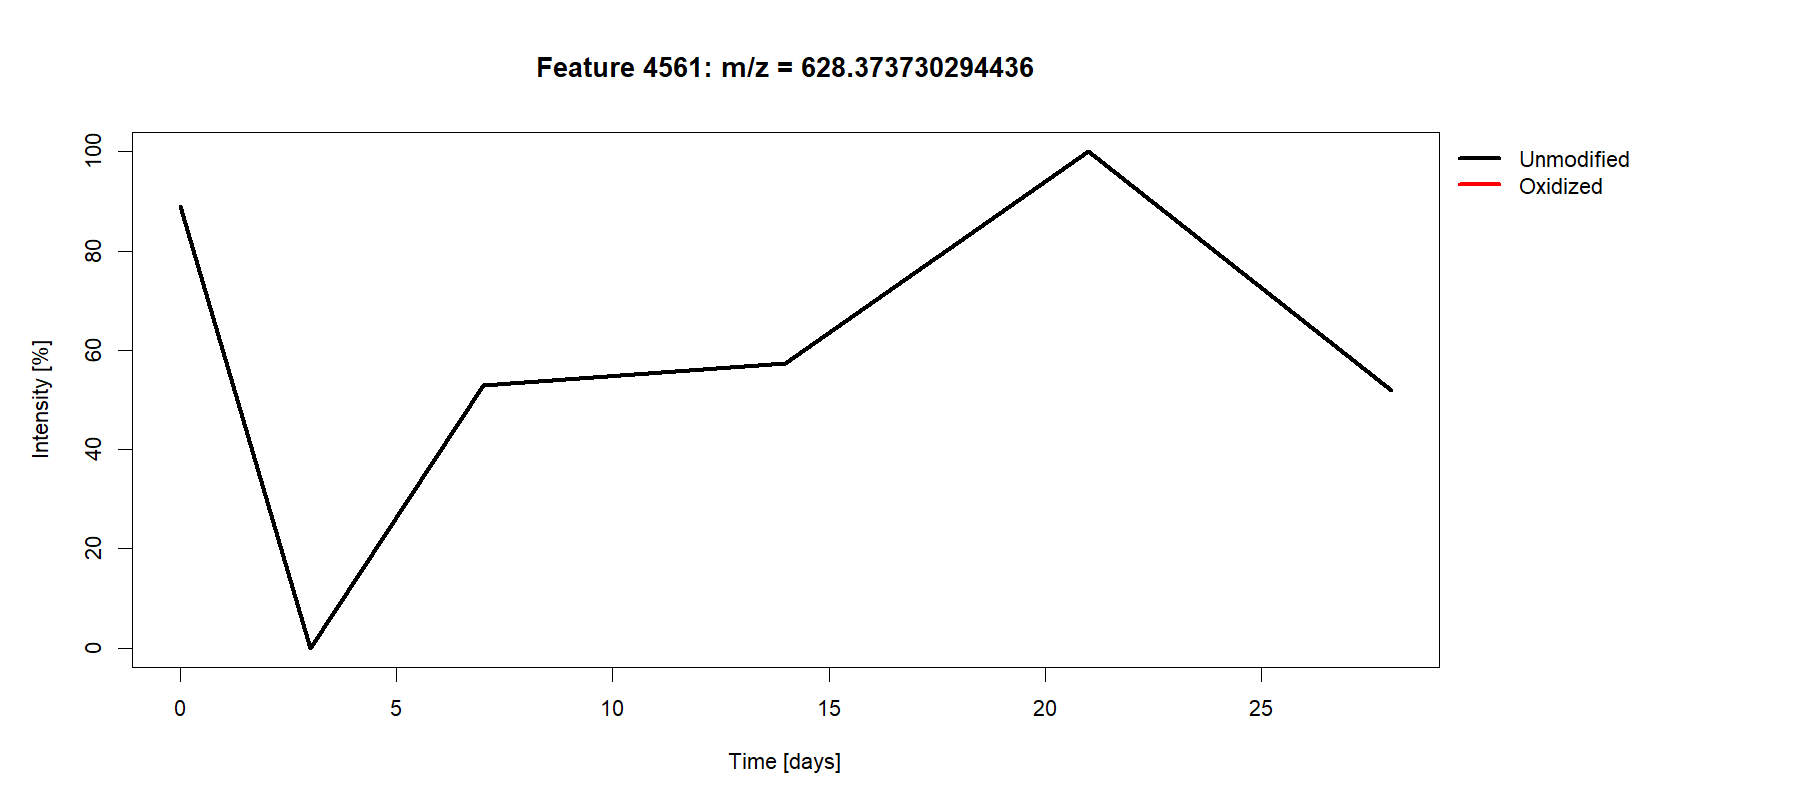 Feature 4561: m/z = 628.373730294436
Unmodified
Oxidized
Intensity [%]
100
80
60
40
20
0
0 5 10 15 20 25
Time [days]